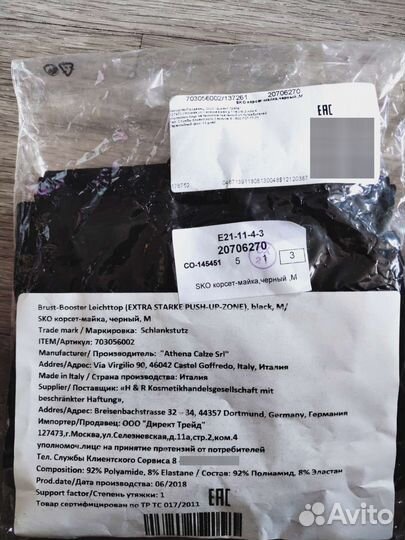 703056002/137261 20706270
SKO корсет-майка,черный ,M
EAC
E21-11-4-3
20706270
CO-145451 5 21 3
SKO корсет-майка,черный ,M
Brust-Booster Leichttop (EXTRA STARKE PUSH-UP-ZONE), black, M/
SKO корсет-майка, черный, M
Trade mark / Маркировка: Schlankstutz
ITEM/Артикул: 703056002
Manufacturer/ Производитель: "Athena Calze Srl"
Addres/Адрес: Via Virgilio 90, 46042 Castel Goffredo, Italy, Италия
Made in Italy / Страна производства: Италия
Supplier/ Поставщик: «H & R Kosmetikhandelsgesellschaft mit
beschränkter Haftung»,
Addres/Адрес: Breisenbachstrasse 32 – 34, 44357 Dortmund, Germany, Германия
Импортер/Продавец: ООО "Директ Трейд"
127473,г.Москва,ул.Селезневская,д.11а,стр.2,ком.4
уполномоч.лицо на принятие претензий от потребителей
Тел. Службы Клиентского Сервиса 8
Composition: 92% Polyamide, 8% Elastane / Состав: 92% Полиамид, 8% Эластан
Prod.Date/Дата производства: 06/2018
Support factor/Степень утяжки: 1
Товар сертифицирован по ТР ТС 017/2011
EAC
Avito